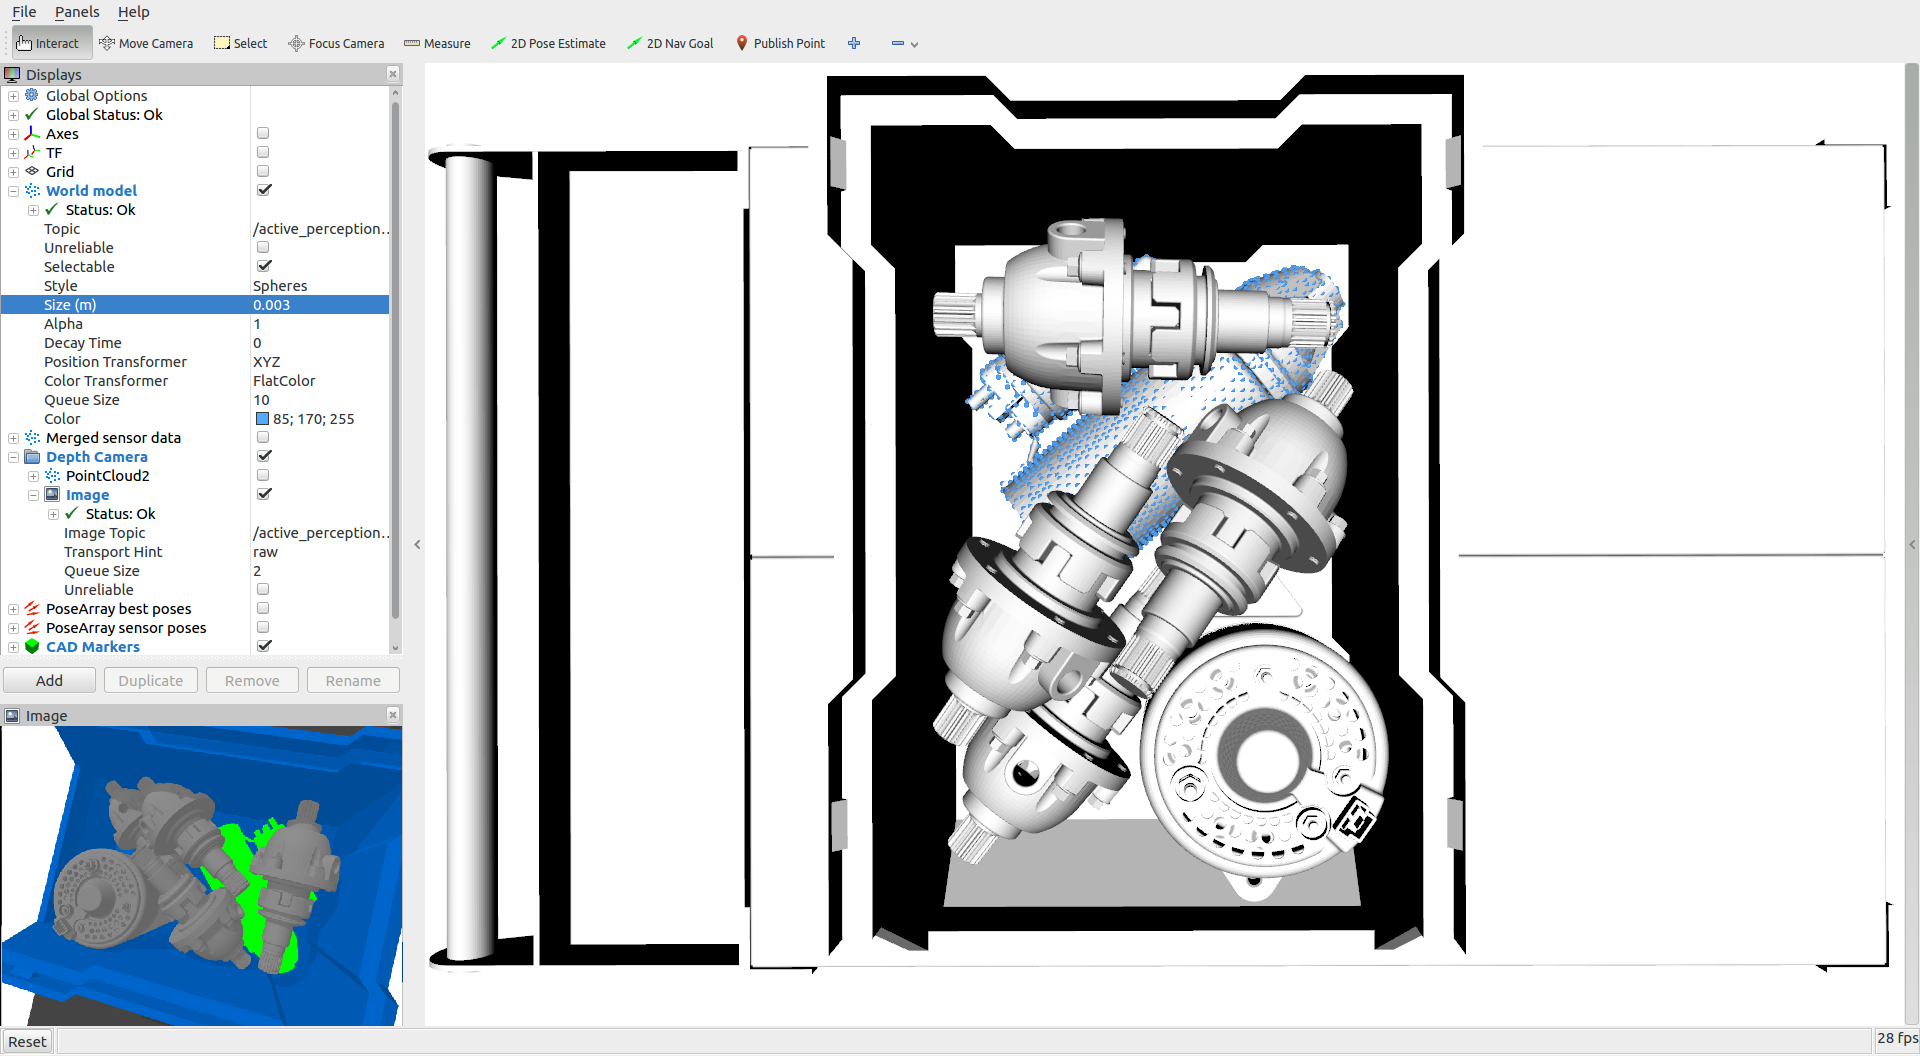 File Panels Help
Interact Move Camera Select Focus Camera Measure 2D Pose Estimate 2D Nav Goal Publish Point
Displays
Global Options
Global Status: Ok
Axes
TF
Grid
World model
Status: Ok
Topic /active_perception...
Unreliable
Selectable
Style Spheres
Size (m) 0.003
Alpha 1
Decay Time 0
Position Transformer XYZ
Color Transformer FlatColor
Queue Size 10
Color 85; 170; 255
Merged sensor data
Depth Camera
PointCloud2
Image
Status: Ok
Image Topic /active_perception...
Transport Hint raw
Queue Size 2
Unreliable
PoseArray best poses
PoseArray sensor poses
CAD Markers
Add Duplicate Remove Rename
Image
Reset 28 fps